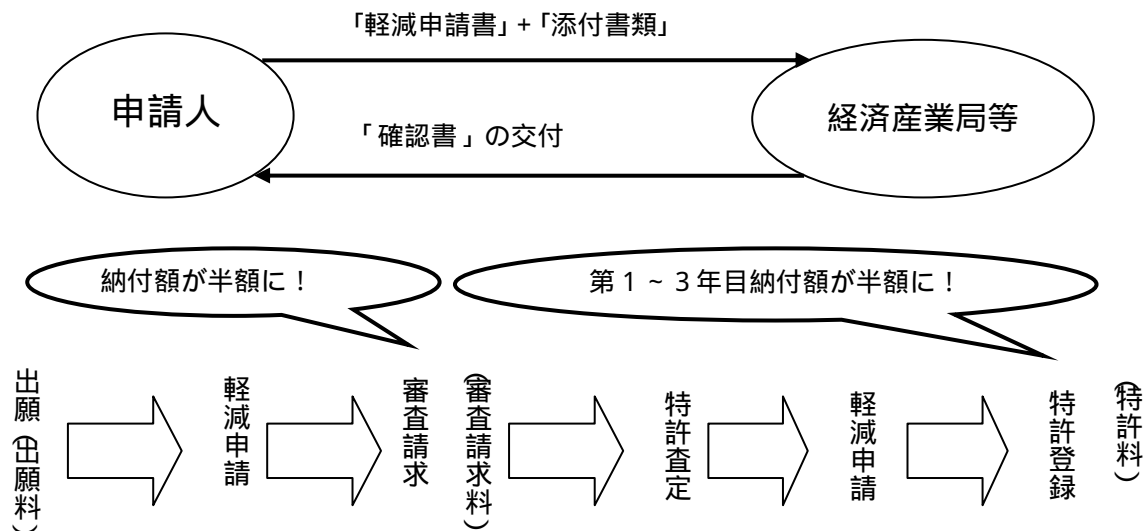 「軽減申請書」+「添付書類」
申請人
経済産業局等
「確認書」の交付
納付額が半額に！
第１~３年目納付額が半額に！
出願(出願料)
軽減申請
審査請求
(審査請求料)
特許査定
軽減申請
特許登録
(特許料)